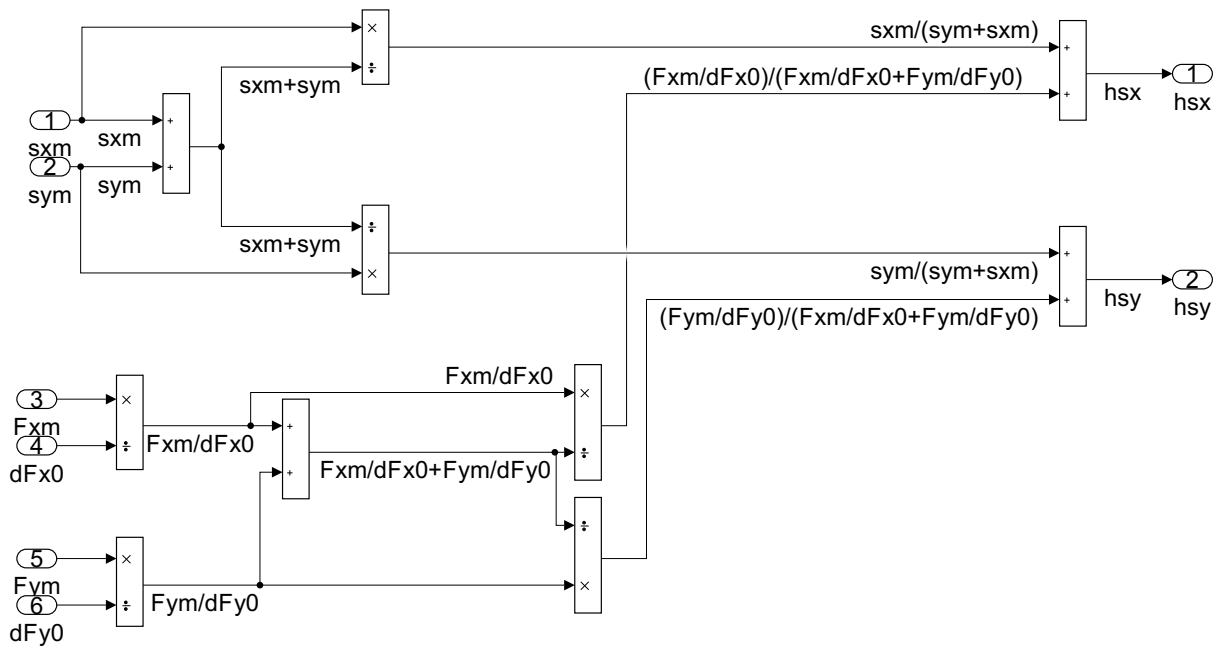 sxm/(sym+sxm)
sxm+sym
(Fxm/dFx0)/(Fxm/dFx0+Fym/dFy0)
1
hsx
hsx
1
sxm
sxm
2
sym
sym
sxm+sym
sym/(sym+sxm)
2
hsy
hsy
(Fym/dFy0)/(Fxm/dFx0+Fym/dFy0)
Fxm/dFx0
3
Fxm
4
dFx0
Fxm/dFx0
Fxm/dFx0+Fym/dFy0
5
Fym
6
dFy0
Fym/dFy0